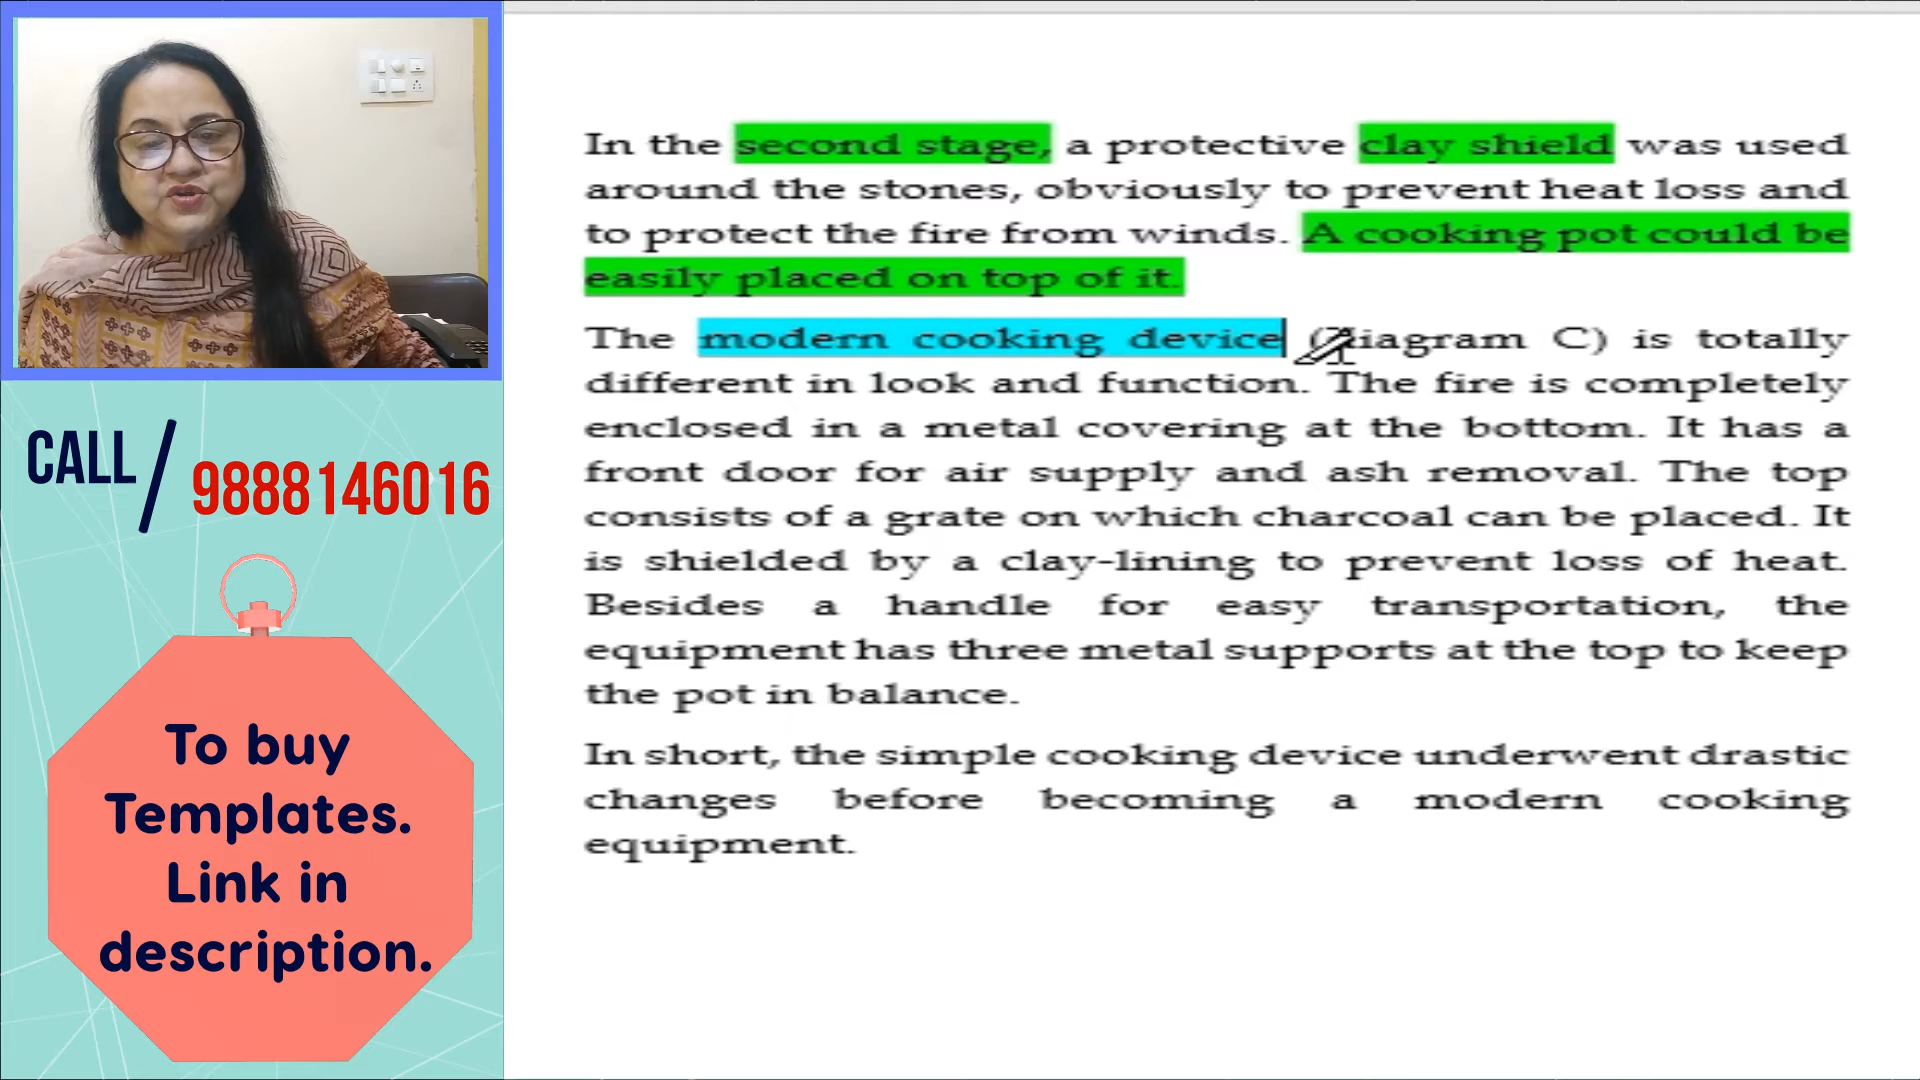 In the second stage, a protective clay shield was used
around the stones, obviously to prevent heat loss and
to protect the fire from winds. A cooking pot could be
easily placed on top of it.
The modern cooking device (Diagram C) is totally
different in look and function. The fire is completely
enclosed in a metal covering at the bottom. It has a
front door for air supply and ash removal. The top
consists of a grate on which charcoal can be placed. It
is shielded by a clay-lining to prevent loss of heat.
Besides a handle for easy transportation, the
equipment has three metal supports at the top to keep
the pot in balance.
In short, the simple cooking device underwent drastic
changes before becoming a modern cooking
equipment.
CALL/
9888146016
To buy
Templates.
Link in
description.